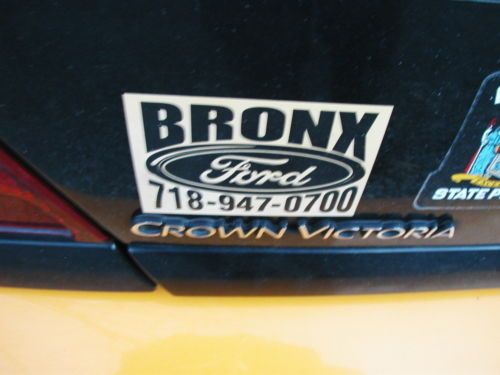 BRONX
Ford
718-947-0700
CROWN VICTORIA
STATE